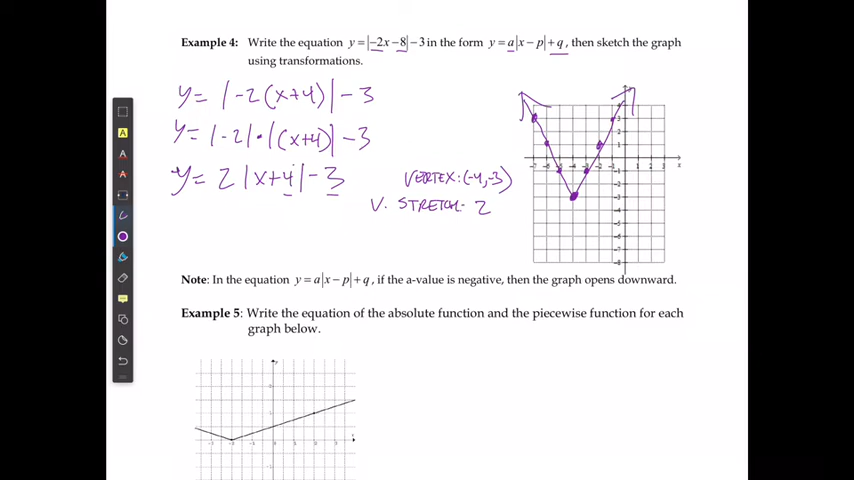 Example 4: Write the equation y = |−2x − 8| − 3 in the form y = a|x − p| + q, then sketch the graph
using transformations.
y = |−2(x+4)| − 3
y = |−2| • |(x+4)| − 3
y = 2|x+4| − 3
VERTEX: (−4,−3)
V. STRETCH: 2
Note: In the equation y = a|x − p| + q, if the a-value is negative, then the graph opens downward.
Example 5: Write the equation of the absolute function and the piecewise function for each
graph below.